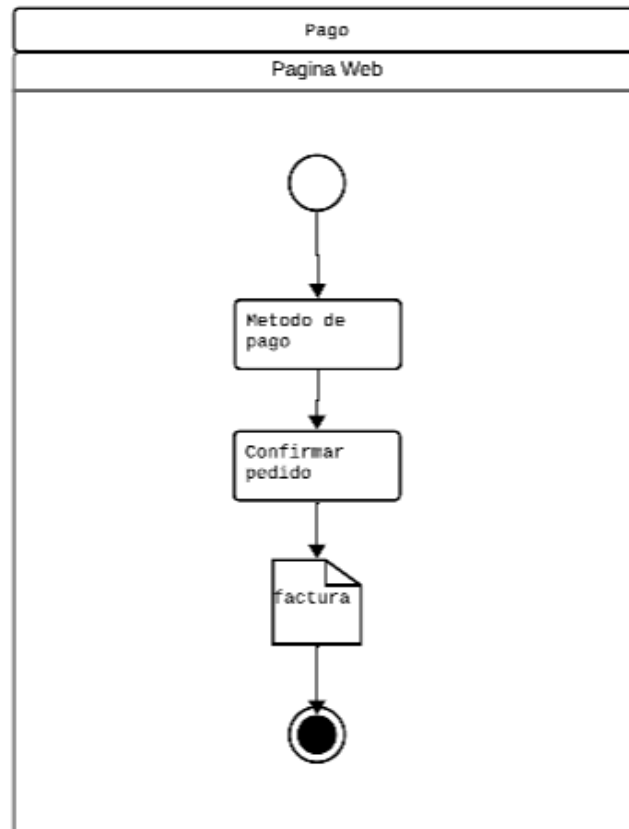 Pago
Pagina Web
Metodo de
pago
Confirmar
pedido
factura